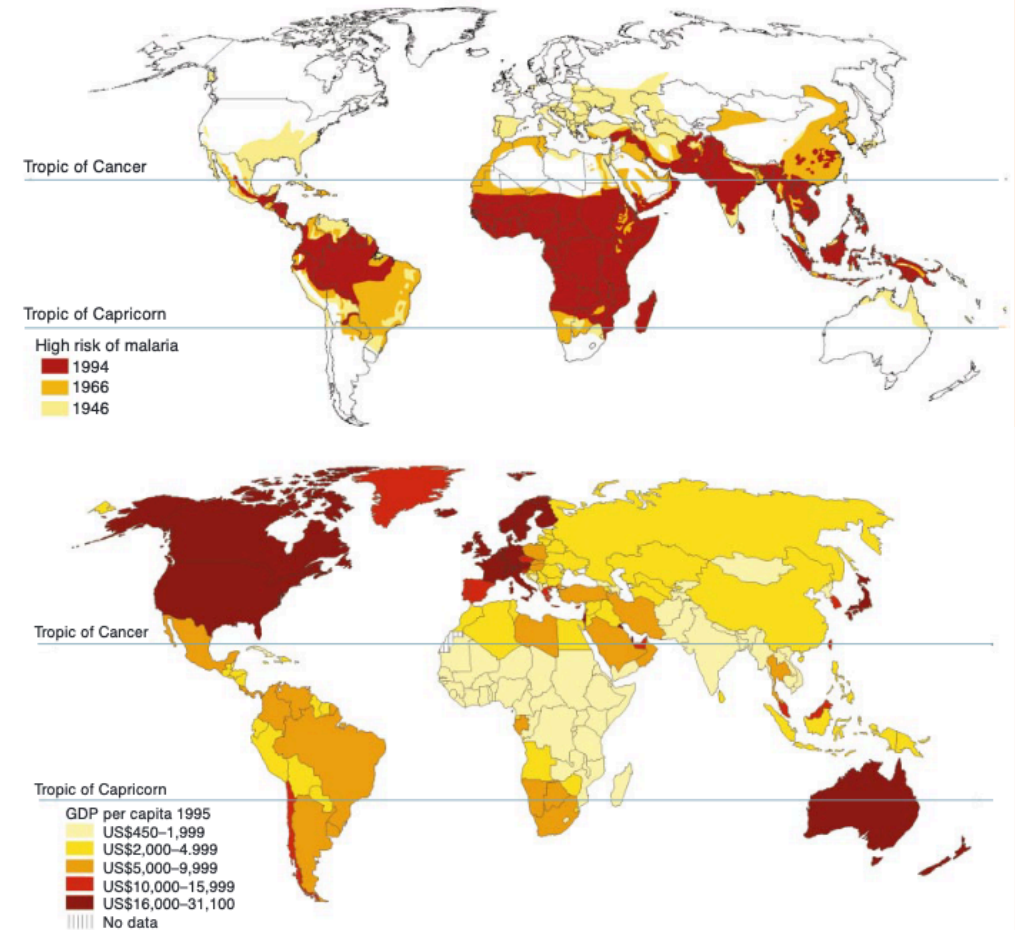 Tropic of Cancer
Tropic of Capricorn
High risk of malaria
1994
1966
1946
Tropic of Cancer
Tropic of Capricorn
GDP per capita 1995
US$450–1,999
US$2,000–4.999
US$5,000–9,999
US$10,000–15,999
US$16,000–31,100
No data